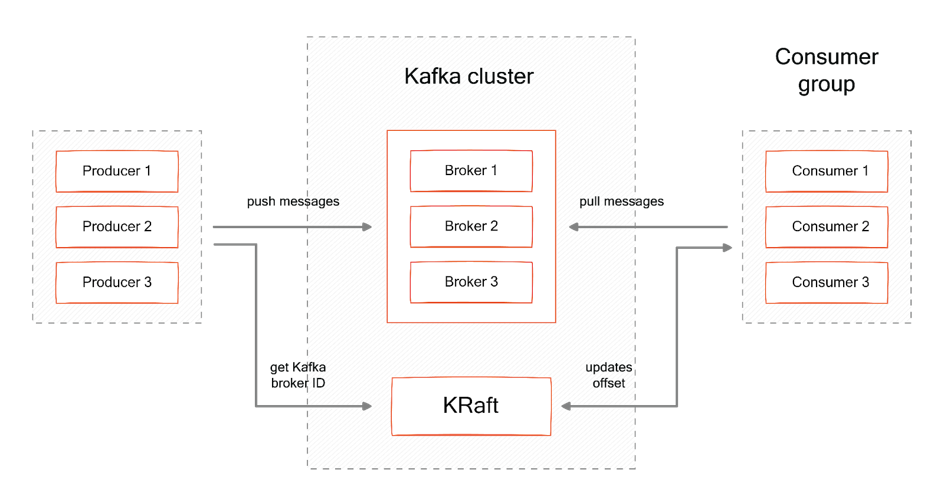 Kafka cluster
Consumer
group
Producer 1
Producer 2
Producer 3
push messages
get Kafka
broker ID
Broker 1
Broker 2
Broker 3
KRaft
pull messages
updates
offset
Consumer 1
Consumer 2
Consumer 3